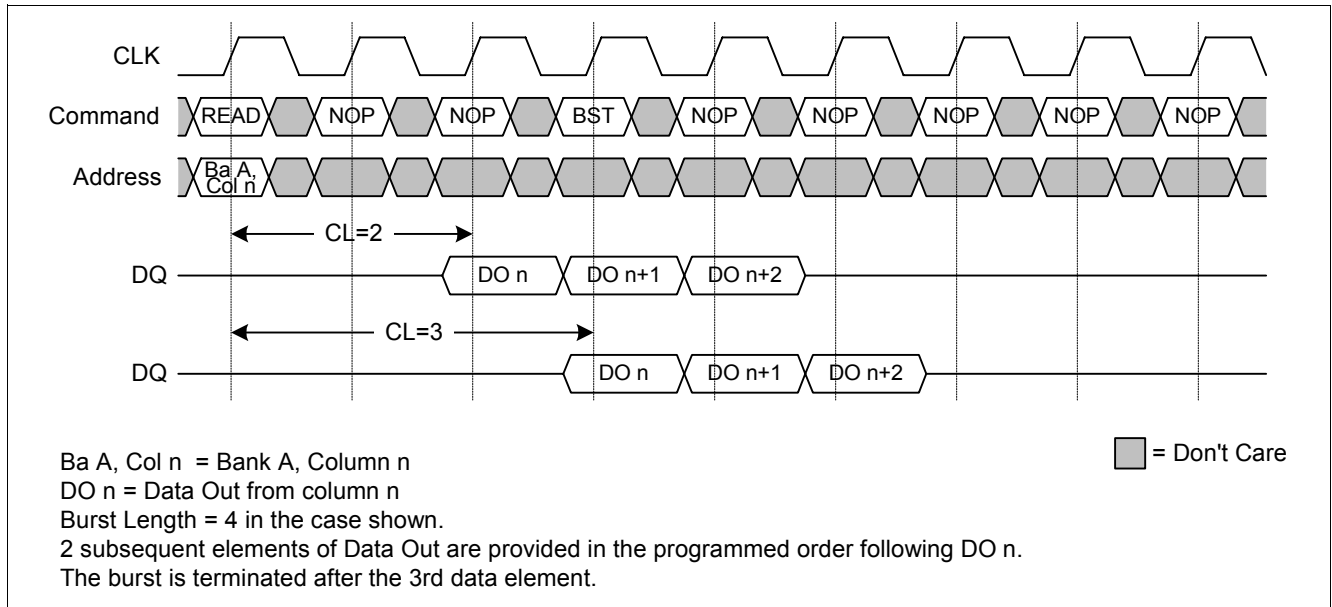 CLK
Command READ NOP NOP BST NOP NOP NOP NOP NOP
Address Ba A, Col n
CL=2
DQ DO n DO n+1 DO n+2
CL=3
DQ DO n DO n+1 DO n+2
Ba A, Col n = Bank A, Column n
= Don't Care
DO n = Data Out from column n
Burst Length = 4 in the case shown.
2 subsequent elements of Data Out are provided in the programmed order following DO n.
The burst is terminated after the 3rd data element.